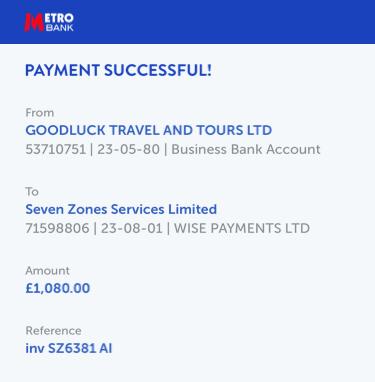 METRO
BANK
PAYMENT SUCCESSFUL!
From
GOODLUCK TRAVEL AND TOURS LTD
53710751 | 23-05-80 | Business Bank Account
To
Seven Zones Services Limited
71598806 | 23-08-01 | WISE PAYMENTS LTD
Amount
£1,080.00
Reference
inv SZ6381 AI